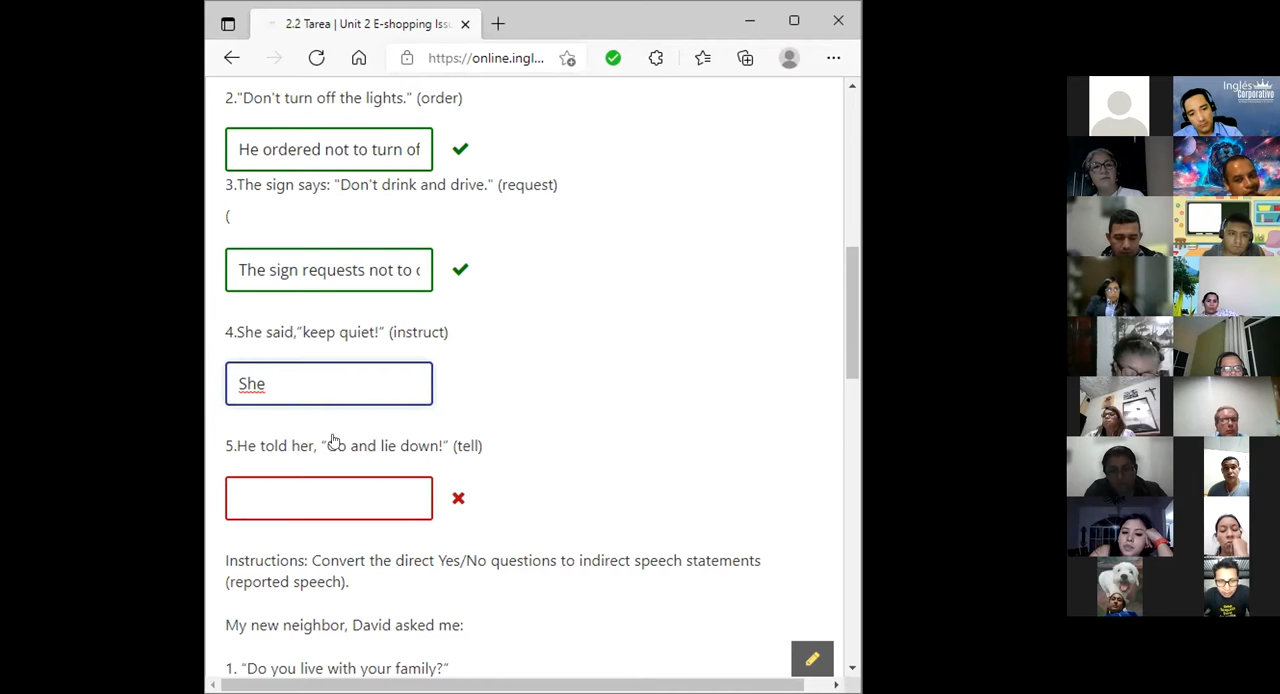 2.2 Tarea | Unit 2 E-shopping Iss
https://online.ingl...
2."Don't turn off the lights." (order)
He ordered not to turn of
3.The sign says: "Don't drink and drive." (request)
(
The sign requests not to
4.She said,"keep quiet!" (instruct)
She
5.He told her, “Go and lie down!” (tell)
Instructions: Convert the direct Yes/No questions to indirect speech statements
(reported speech).
My new neighbor, David asked me:
1. “Do you live with your family?”
Inglés
Corporativo